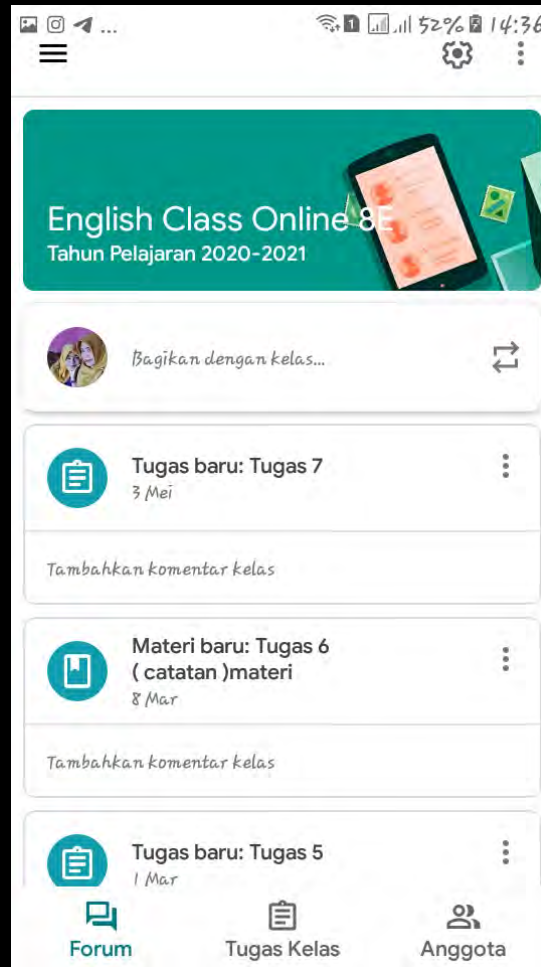 ... 1 52% 14:36
English Class Online 8E
Tahun Pelajaran 2020-2021
Bagikan dengan kelas...
Tugas baru: Tugas 7
3 Mei
Tambahkan komentar kelas
Materi baru: Tugas 6
( catatan )materi
8 Mar
Tambahkan komentar kelas
Tugas baru: Tugas 5
1 Mar
Forum Tugas Kelas Anggota